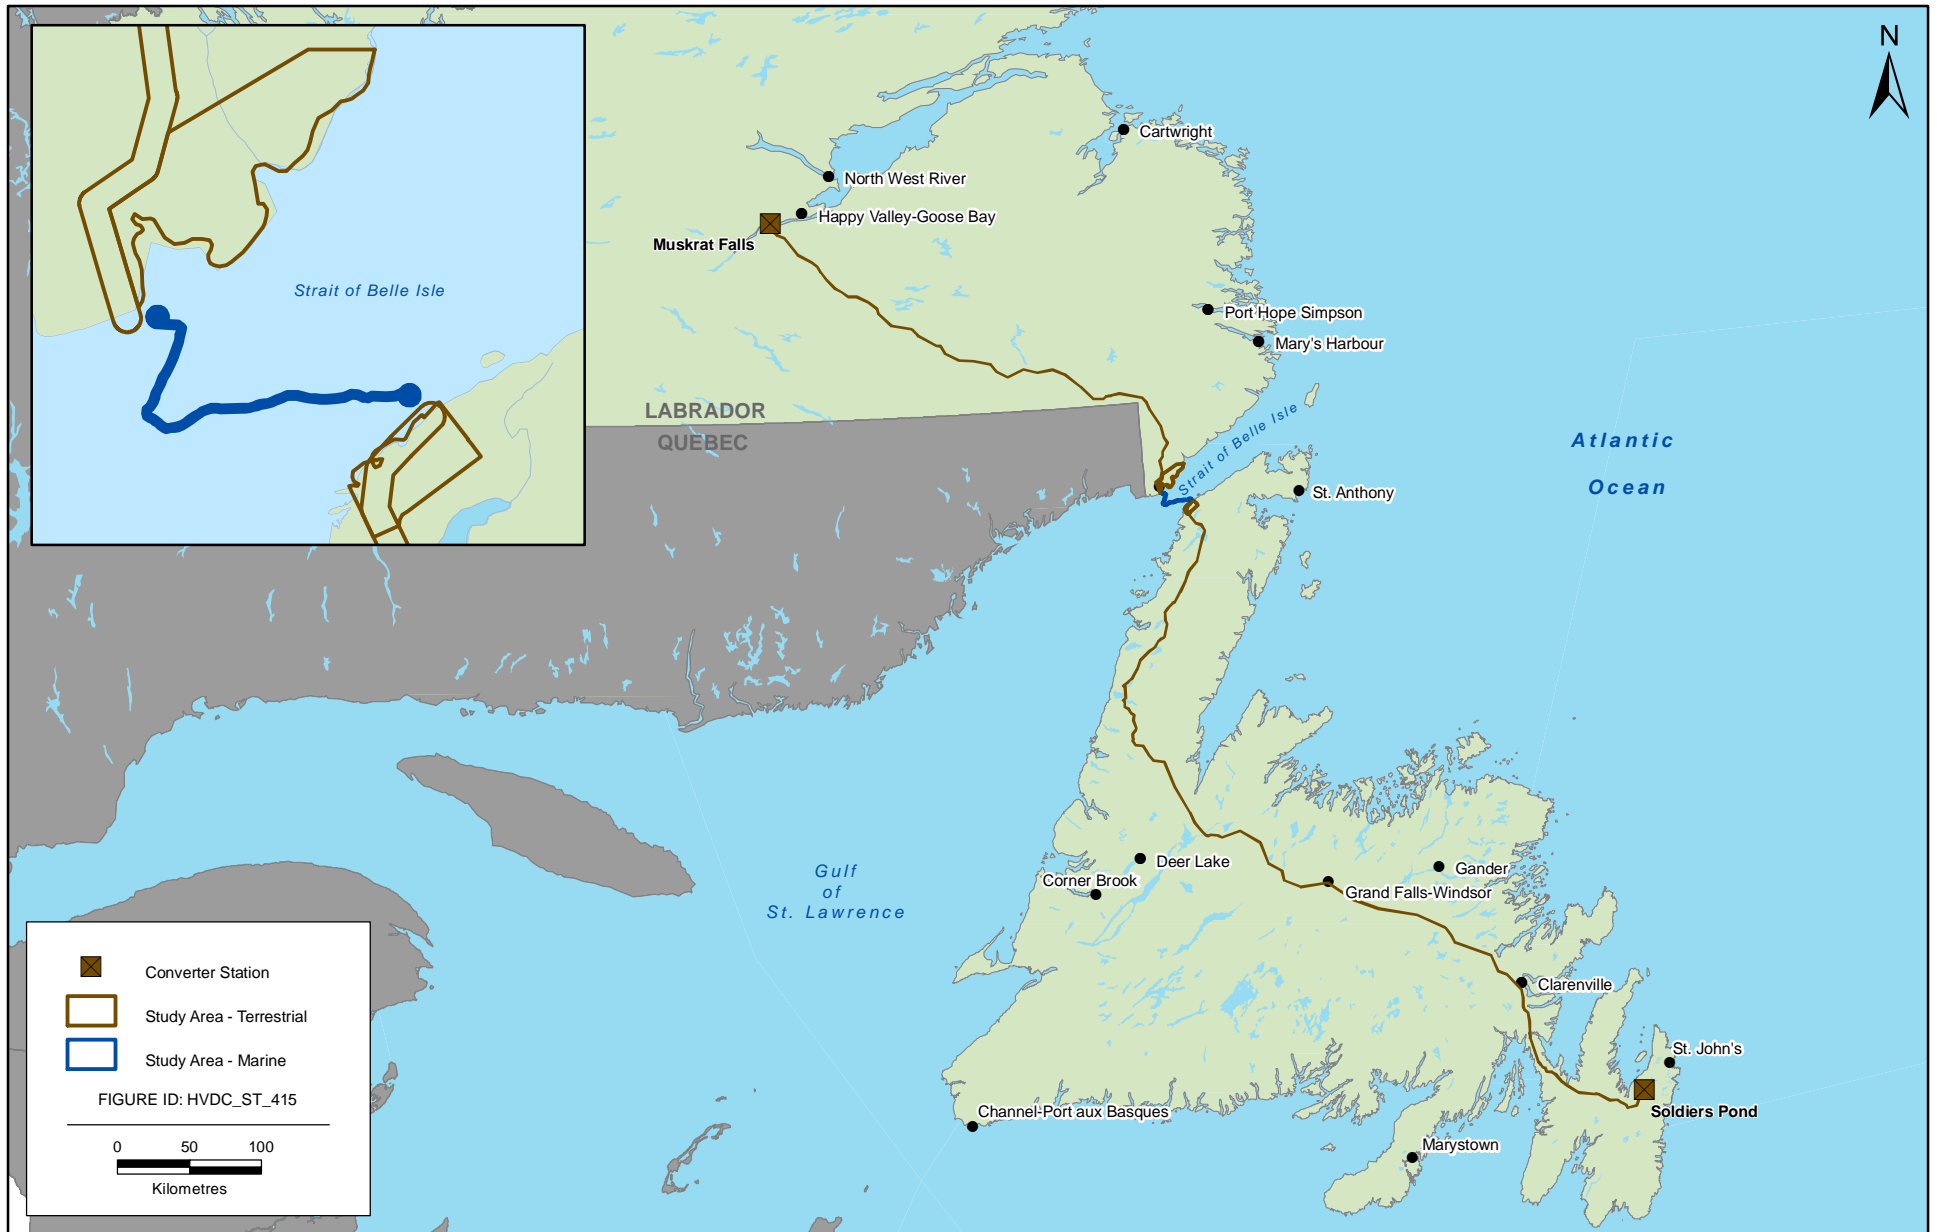 N
Strait of Belle Isle
Cartwright
North West River
Happy Valley-Goose Bay
Muskrat Falls
Port Hope Simpson
Mary's Harbour
LABRADOR
QUEBEC
Strait of Belle Isle
Atlantic
Ocean
St. Anthony
Deer Lake
Corner Brook
Gander
Grand Falls-Windsor
Gulf
of
St. Lawrence
Clarenville
St. John's
Soldiers Pond
Channel-Port aux Basques
Marystown
Converter Station
Study Area - Terrestrial
Study Area - Marine
FIGURE ID: HVDC_ST_415
0 50 100
Kilometres